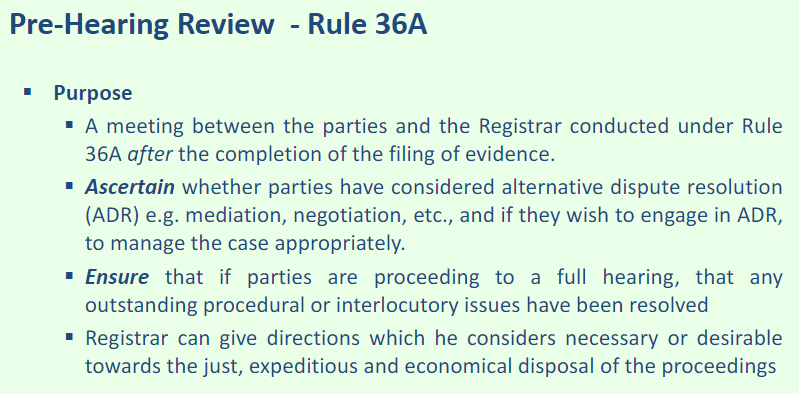 Pre-Hearing Review - Rule 36A
▪ Purpose
▪ A meeting between the parties and the Registrar conducted under Rule
36A after the completion of the filing of evidence.
▪ Ascertain whether parties have considered alternative dispute resolution
(ADR) e.g. mediation, negotiation, etc., and if they wish to engage in ADR,
to manage the case appropriately.
▪ Ensure that if parties are proceeding to a full hearing, that any
outstanding procedural or interlocutory issues have been resolved
▪ Registrar can give directions which he considers necessary or desirable
towards the just, expeditious and economical disposal of the proceedings